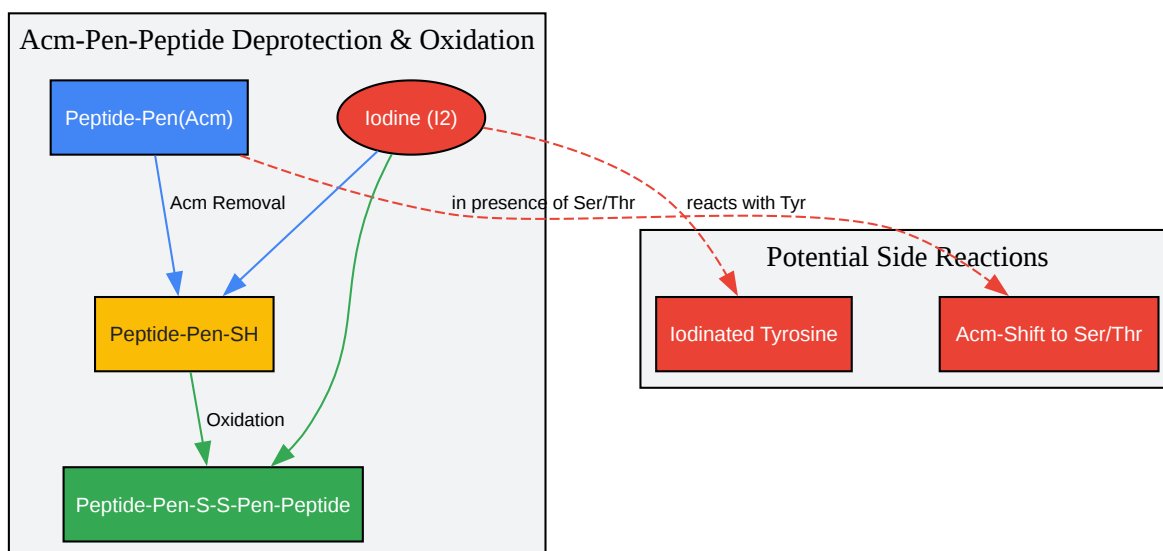 Acm-Pen-Peptide Deprotection & Oxidation
Peptide-Pen(Acm)
Iodine (I2)
Acm Removal
in presence of Ser/Thr
reacts with Tyr
Potential Side Reactions
Peptide-Pen-SH
Iodinated Tyrosine
Acm-Shift to Ser/Thr
Oxidation
Peptide-Pen-S-S-Pen-Peptide